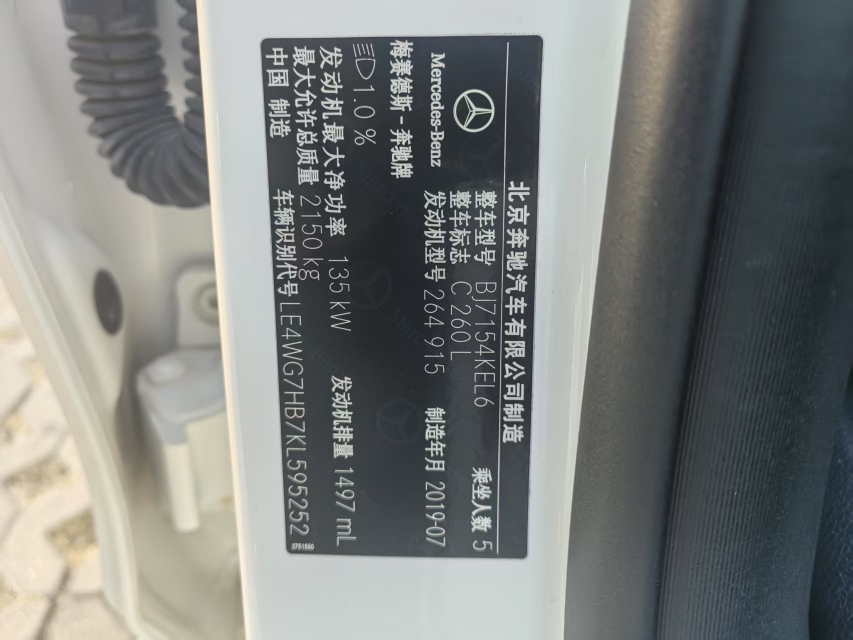 北京奔驰汽车有限公司制造
Mercedes-Benz
整车型号 BJ7154KEL6 乘坐人数 5
整车标志 C 260 L
梅赛德斯-奔驰牌 发动机型号 264 915 制造年月 2019-07
1.0 %
发动机最大净功率 135 kW 发动机排量 1497 mL
最大允许总质量 2150 kg
中国 制造 车辆识别代号 LE4WG7HB7KL595252
2751550